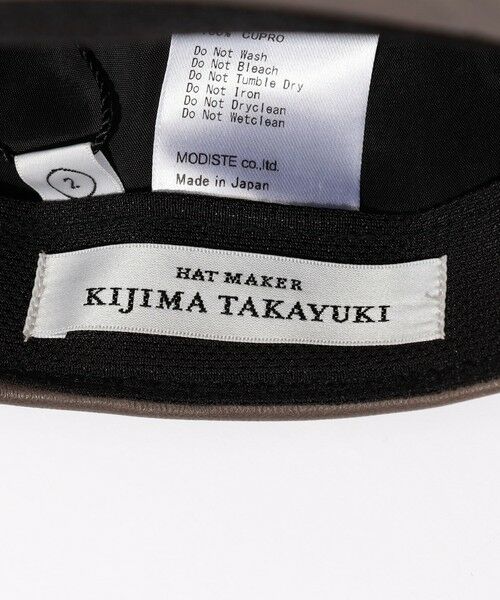 CUPRO
Do Not Wash
Do Not Bleach
Do Not Tumble Dry
Do Not Iron
Do Not Dryclean
Do Not Wetclean
MODISTE co.,ltd.
Made in Japan
2
HAT MAKER
KIJIMA TAKAYUKI